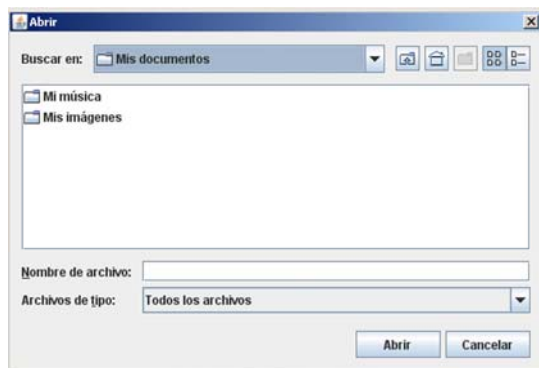 Abrir
Buscar en: Mis documentos
Mi música
Mis imágenes
Nombre de archivo:
Archivos de tipo: Todos los archivos
Abrir Cancelar